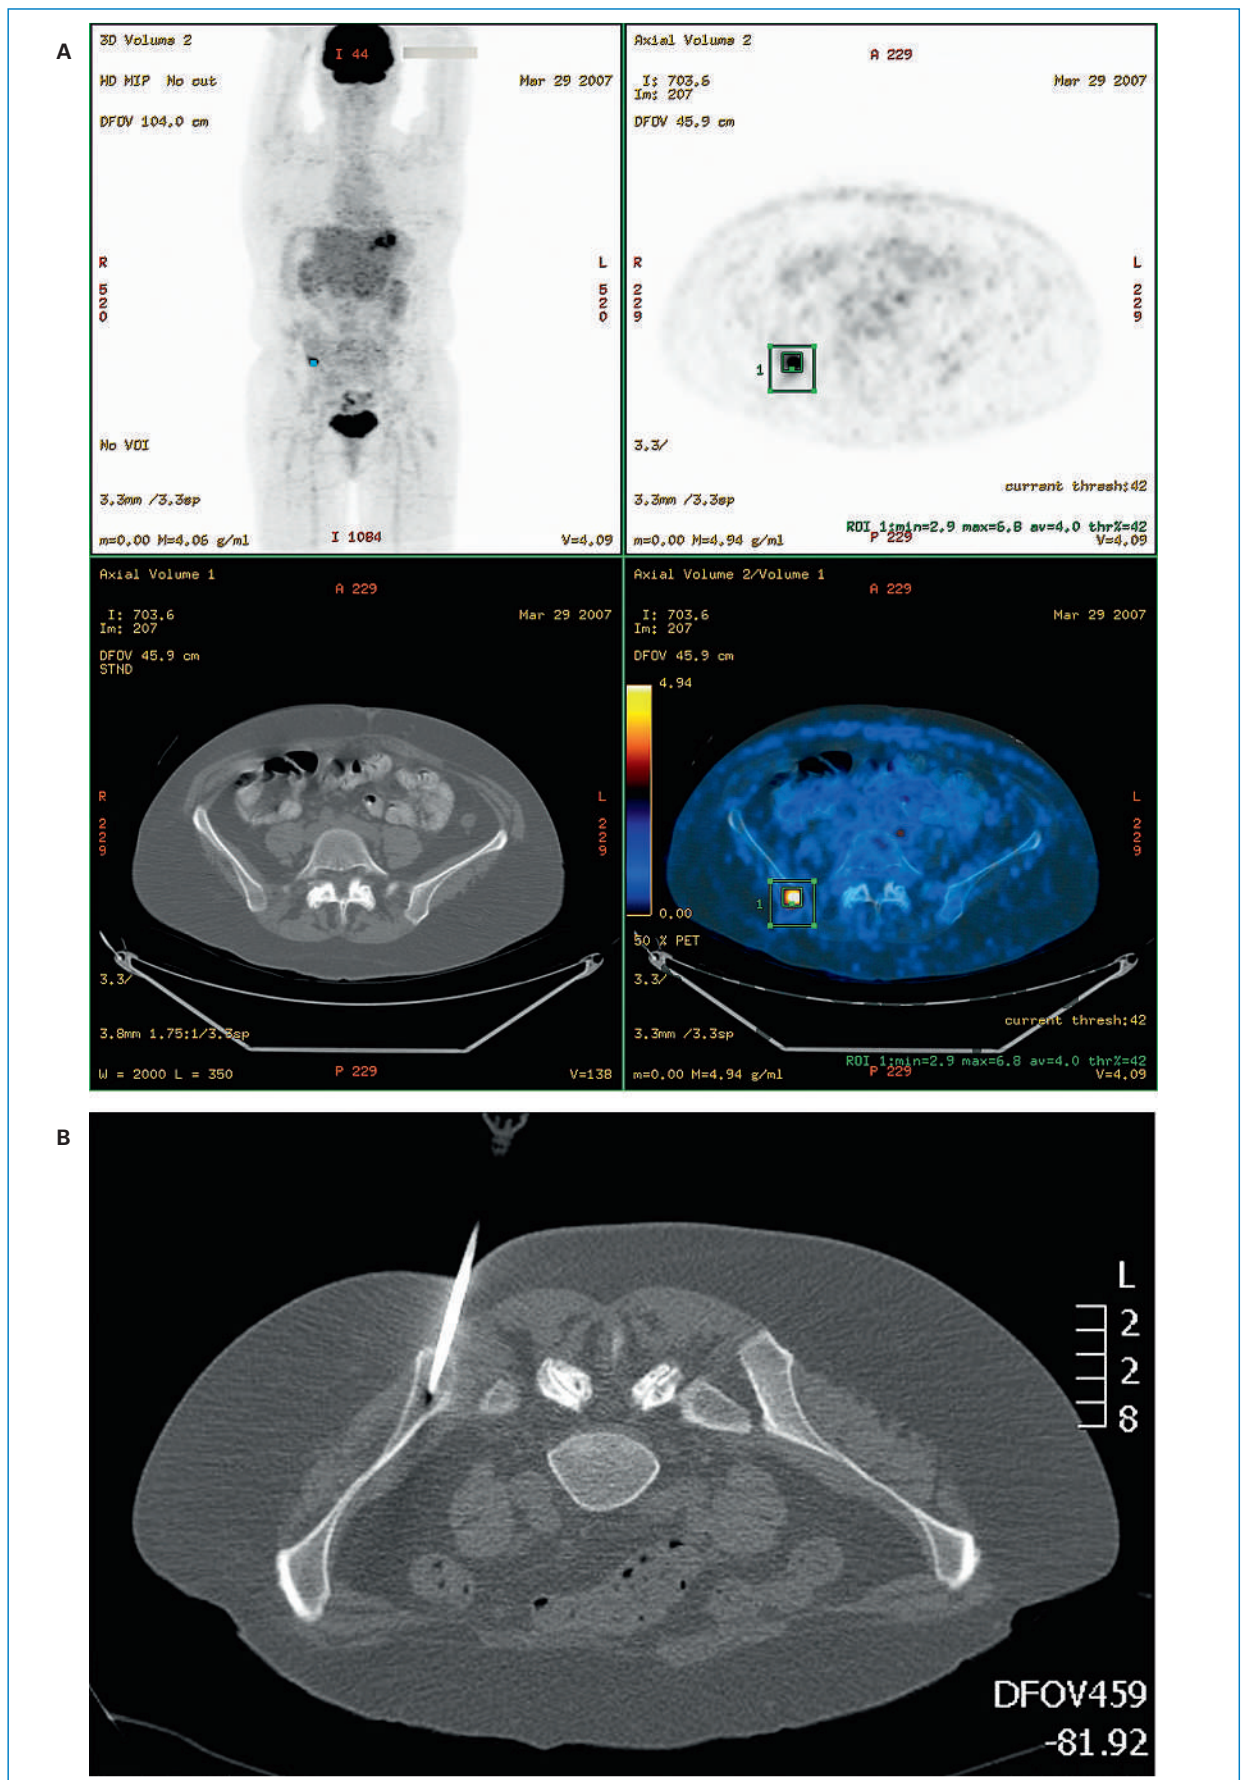 A
3D Volume 2
I 44
HD MIP No cut
Mar 29 2007
DFOV 104.0 cm
R
520
L
520
No VOI
3.3mm /3.3sp
m=0.00 M=4.06 g/ml
I 1084
V=4.09
Axial Volume 2
A 229
I: 703.6
Im: 207
Mar 29 2007
DFOV 45.9 cm
R
229
L
229
1
3.3/
current thresh:42
3.3mm /3.3sp
ROI 1:min=2.9 max=6.8 av=4.0 thr%=42
m=0.00 M=4.94 g/ml
P 229
V=4.09
Axial Volume 1
A 229
I: 703.6
Im: 207
Mar 29 2007
DFOV 45.9 cm
STND
R
229
L
229
3.3/
3.8mm 1.75:1/3.3sp
W = 2000 L = 350
P 229
V=138
Axial Volume 2/Volume 1
A 229
I: 703.6
Im: 207
Mar 29 2007
DFOV 45.9 cm
4.94
L
229
1
0.00
50 % PET
3.3/
current thresh:42
3.3mm /3.3sp
ROI 1:min=2.9 max=6.8 av=4.0 thr%=42
m=0.00 M=4.94 g/ml
P 229
V=4.09
B
L
2
2
8
DFOV459
-81.92